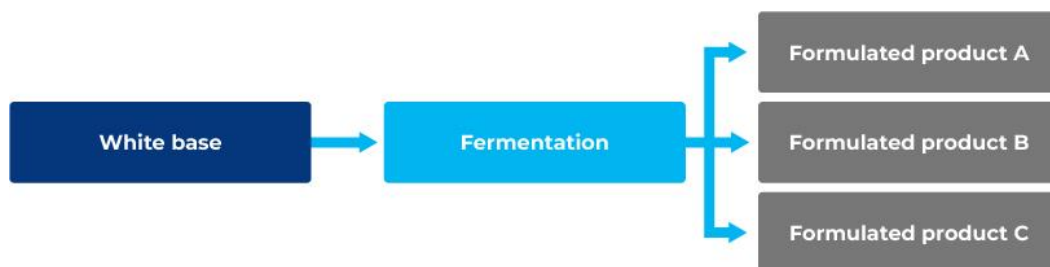 White base
Fermentation
Formulated product A
Formulated product B
Formulated product C